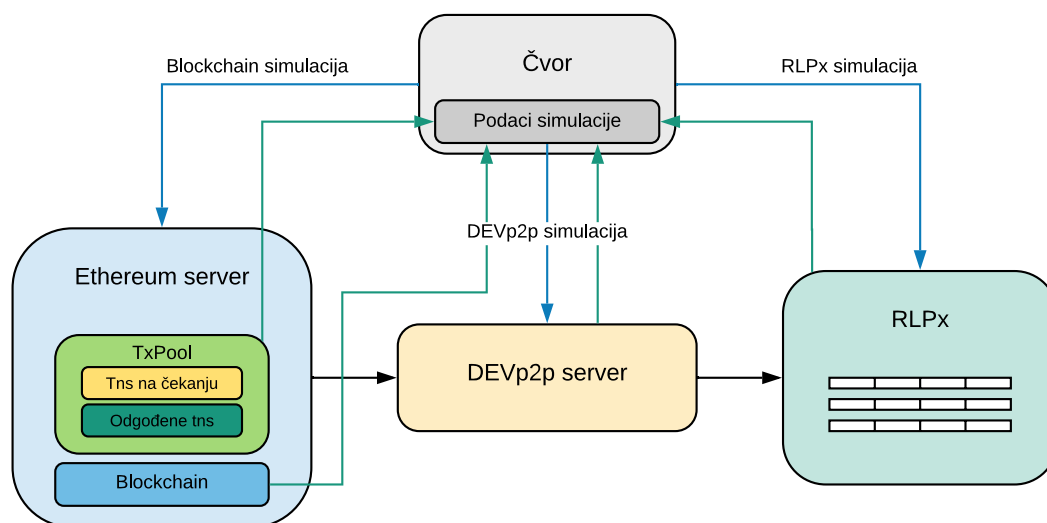 Čvor
Blockchain simulacija
RLPx simulacija
Podaci simulacije
DEVp2p simulacija
Ethereum server
TxPool
Tns na čekanju
Odgođene tns
Blockchain
DEVp2p server
RLPx